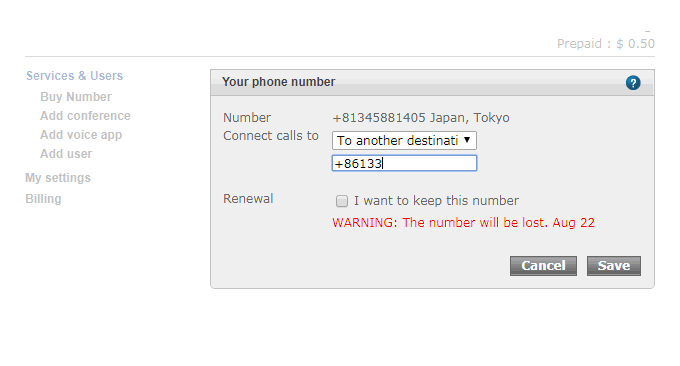 Prepaid : $ 0.50
Services & Users
Buy Number
Add conference
Add voice app
Add user
My settings
Billing
Your phone number
?
Number +81345881405 Japan, Tokyo
Connect calls to To another destinati
+86133
Renewal I want to keep this number
WARNING: The number will be lost. Aug 22
Cancel Save